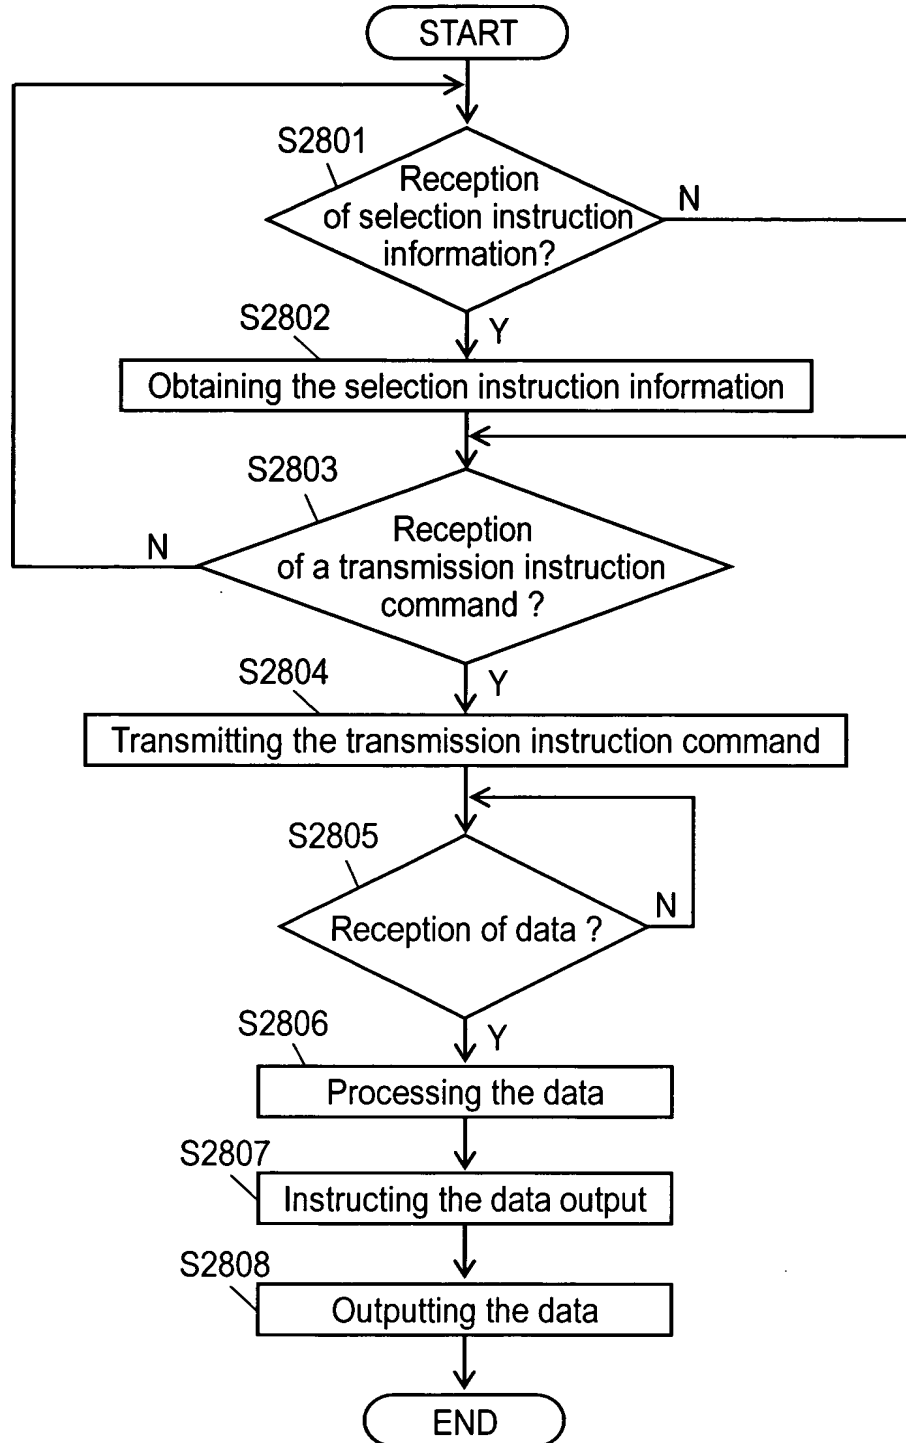 START
S2801
Reception
of selection instruction
information?
N
Y
S2802
Obtaining the selection instruction information
S2803
Reception
of a transmission instruction
command ?
N
Y
S2804
Transmitting the transmission instruction command
S2805
Reception of data ?
N
Y
S2806
Processing the data
S2807
Instructing the data output
S2808
Outputting the data
END